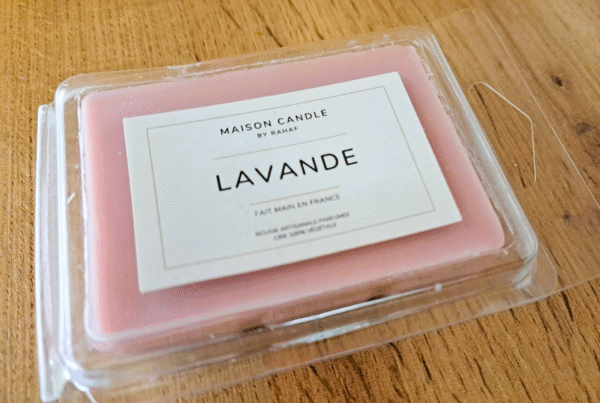 MAISON CANDLE
BY RAHAF
LAVANDE
FAIT MAIN EN FRANCE
BOUGIE ARTISANALE PARFUMÉE
CIRE 100% VÉGÉTALE